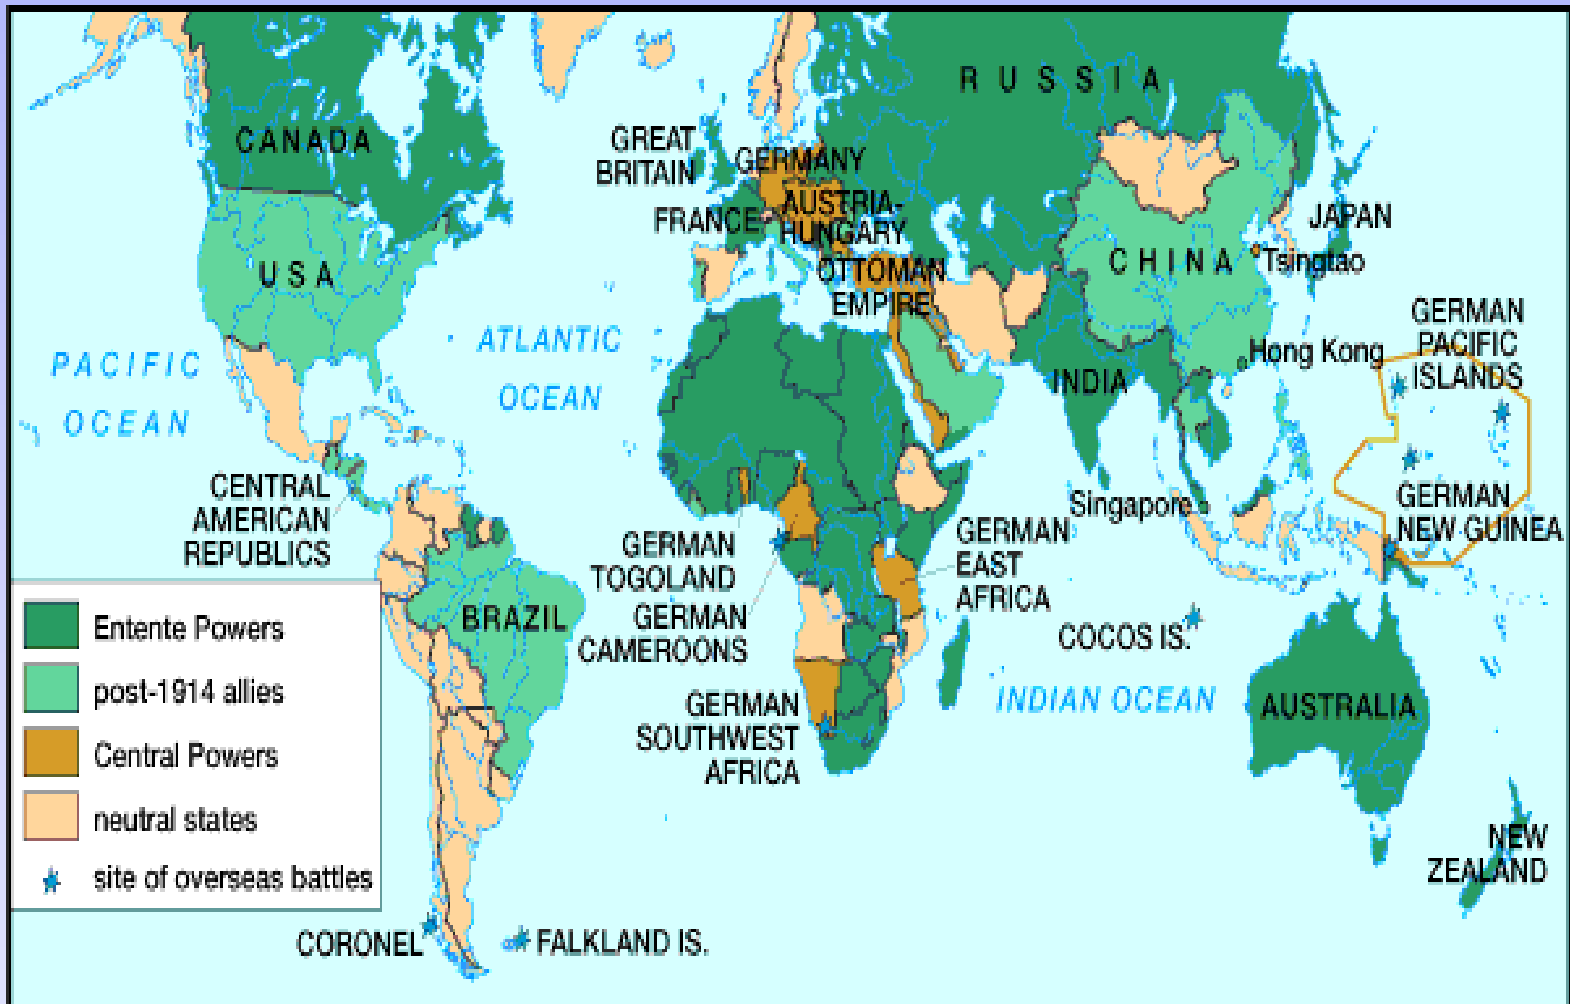 RUSSIA
CANADA
GREAT
BRITAIN
GERMANY
FRANCE
AUSTRIA-
HUNGARY
JAPAN
USA
CHINA
Tsingtao
OTTOMAN
EMPIRE
ATLANTIC
OCEAN
PACIFIC
OCEAN
GERMAN
PACIFIC
ISLANDS
Hong Kong
INDIA
CENTRAL
AMERICAN
REPUBLICS
Singapore
GERMAN
NEW GUINEA
GERMAN
TOGOLAND
GERMAN
EAST
AFRICA
GERMAN
CAMEROONS
BRAZIL
COCOS IS.
GERMAN
SOUTHWEST
AFRICA
INDIAN OCEAN
AUSTRALIA
NEW
ZEALAND
Entente Powers
post-1914 allies
Central Powers
neutral states
site of overseas battles
CORONEL
FALKLAND IS.